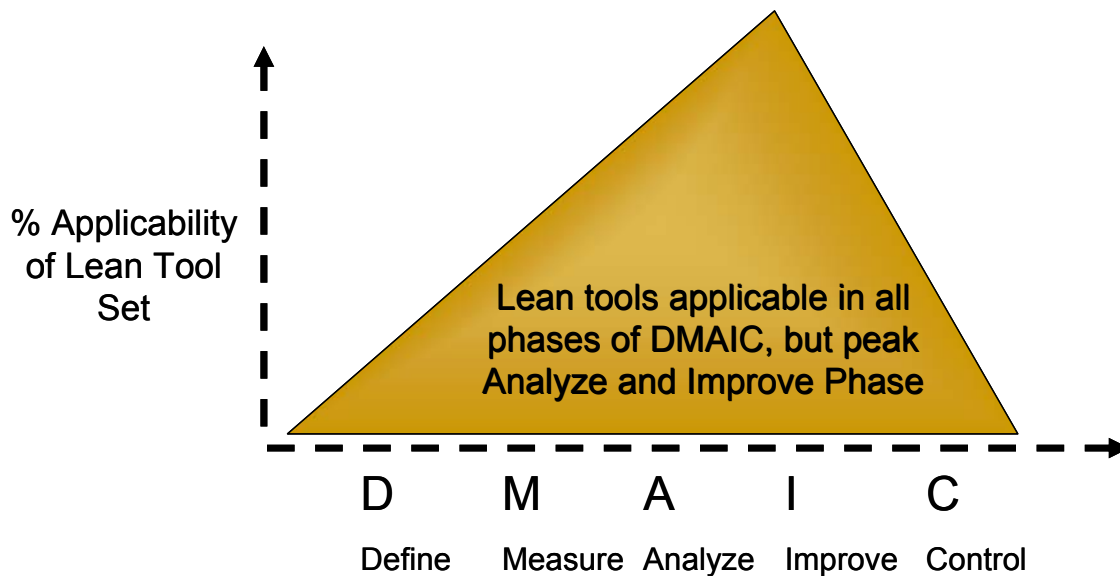 % Applicability
of Lean Tool
Set
Lean tools applicable in all
phases of DMAIC, but peak
Analyze and Improve Phase
D M A I C
Define Measure Analyze Improve Control